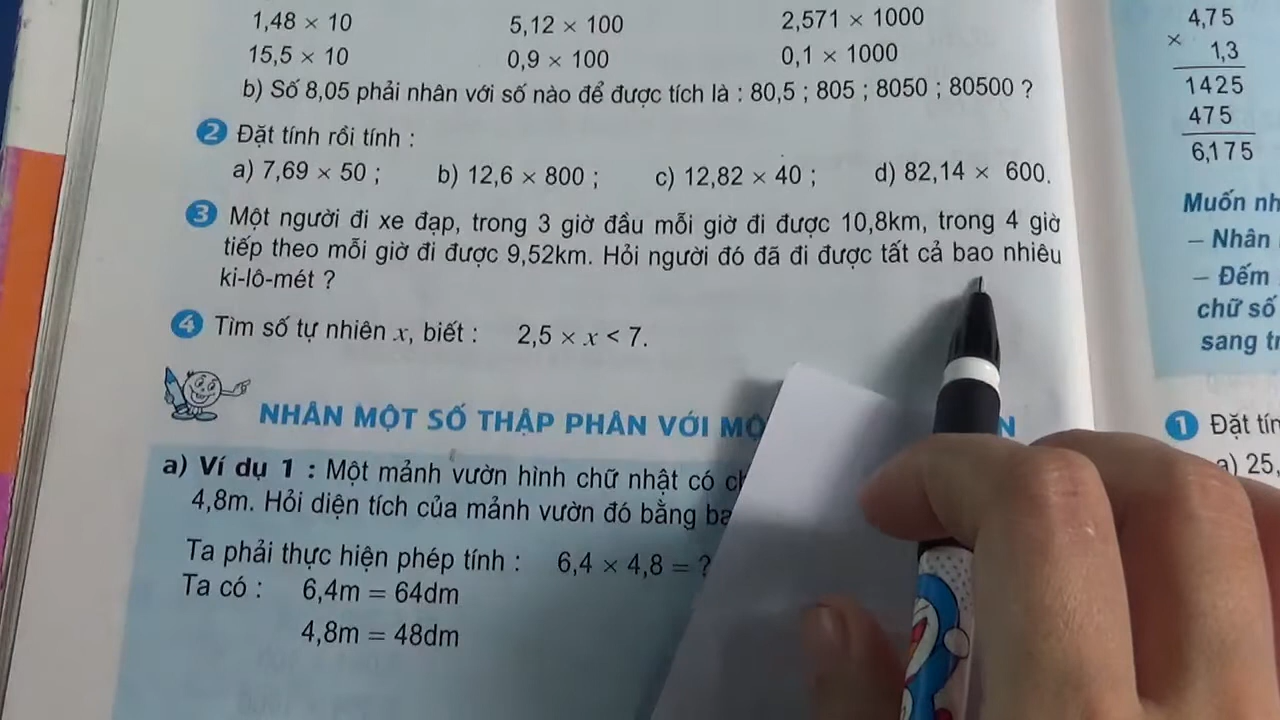 1,48 × 10 5,12 × 100 2,571 × 1000
15,5 × 10 0,9 × 100 0,1 × 1000
b) Số 8,05 phải nhân với số nào để được tích là : 80,5 ; 805 ; 8050 ; 80500 ?
2 Đặt tính rồi tính :
a) 7,69 × 50 ; b) 12,6 × 800 ; c) 12,82 × 40 ; d) 82,14 × 600.
3 Một người đi xe đạp, trong 3 giờ đầu mỗi giờ đi được 10,8km, trong 4 giờ
tiếp theo mỗi giờ đi được 9,52km. Hỏi người đó đã đi được tất cả bao nhiêu
ki-lô-mét ?
4 Tìm số tự nhiên x, biết : 2,5 × x < 7.
NHÂN MỘT SỐ THẬP PHÂN VỚI
a) Ví dụ 1 : Một mảnh vườn hình chữ nhật có
4,8m. Hỏi diện tích của mảnh vườn đó bằng
Ta phải thực hiện phép tính : 6,4 × 4,8 = ?
Ta có : 6,4m = 64dm
4,8m = 48dm
4,75
×
1,3
1425
475
6,175
Muốn
– Nhân
– Đếm
chữ số
sang
1 Đặt
a) 25,